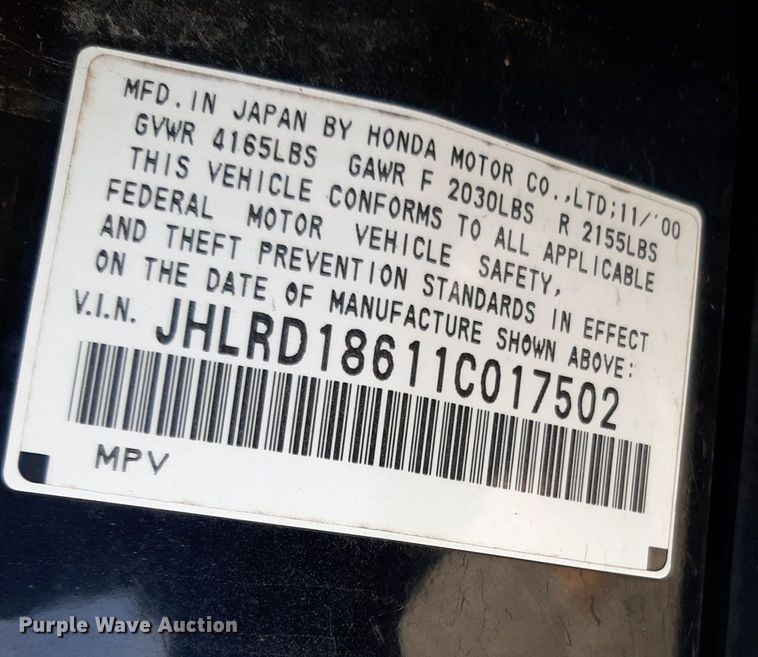 MFD. IN JAPAN BY HONDA MOTOR CO.,LTD;11/'00
GVWR 4165LBS GAWR F 2030LBS R 2155LBS
THIS VEHICLE CONFORMS TO ALL APPLICABLE
FEDERAL MOTOR VEHICLE SAFETY,
AND THEFT PREVENTION STANDARDS IN EFFECT
ON THE DATE OF MANUFACTURE SHOWN ABOVE:
V.I.N. JHLRD18611C017502
MPV
Purple Wave Auction